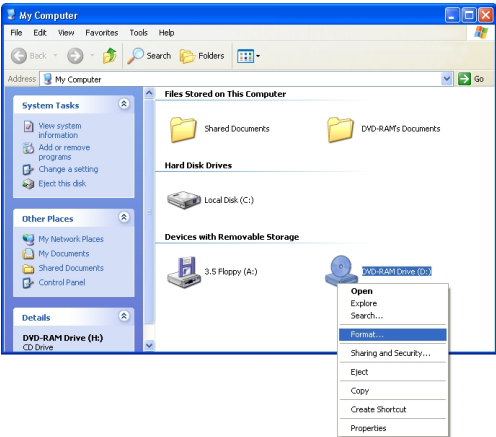 My Computer
File Edit View Favorites Tools Help
Back Search Folders
Address My Computer Go
System Tasks
View system
information
Add or remove
programs
Change a setting
Eject this disk
Other Places
My Network Places
My Documents
Shared Documents
Control Panel
Details
DVD-RAM Drive (H:)
CD Drive
Files Stored on This Computer
Shared Documents
DVD-RAM's Documents
Hard Disk Drives
Local Disk (C:)
Devices with Removable Storage
3.5 Floppy (A:)
DVD-RAM Drive (D:)
Open
Explore
Search...
Format...
Sharing and Security...
Eject
Copy
Create Shortcut
Properties